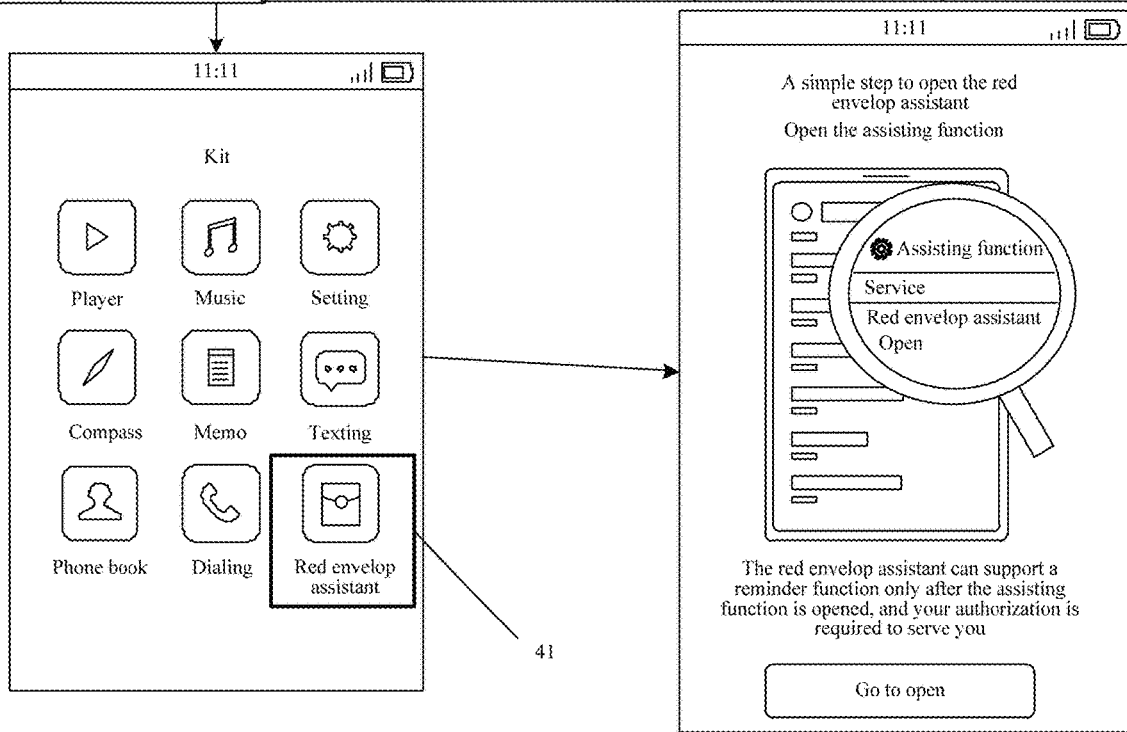 11:11
Kit
Player
Music
Setting
Compass
Memo
Texting
Phone book
Dialing
Red envelop
assistant
41
11:11
A simple step to open the red
envelop assistant
Open the assisting function
Assisting function
Service
Red envelop assistant
Open
The red envelop assistant can support a
reminder function only after the assisting
function is opened, and your authorization is
required to serve you
Go to open